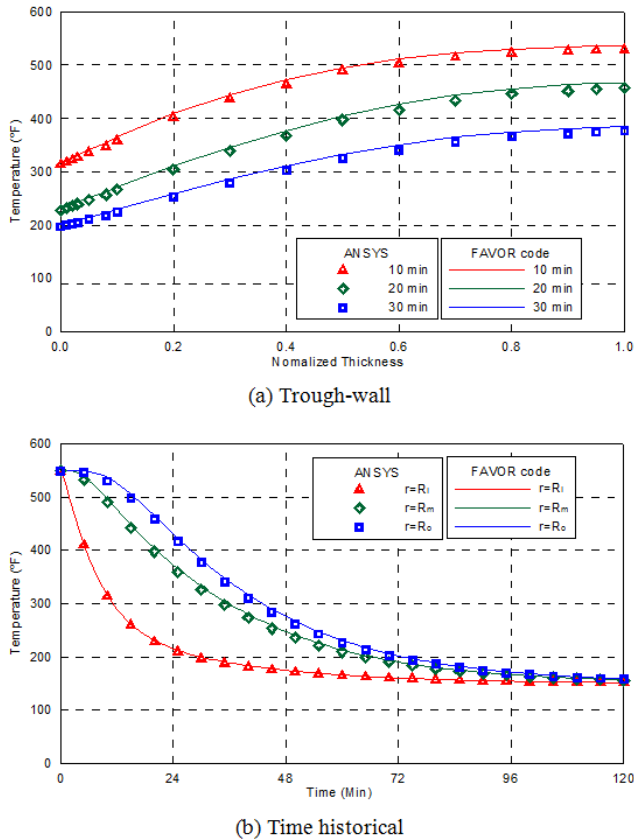 600
500
400
300
200
100
0
Temperature (°F)
ANSYS
10 min
20 min
30 min
FAVOR code
10 min
20 min
30 min
0.0 0.2 0.4 0.6 0.8 1.0
Nomalized Thickness
(a) Trough-wall
600
500
400
300
200
100
0
Temperature (°F)
ANSYS
r=Ri
r=Rm
r=Ro
FAVOR code
r=Ri
r=Rm
r=Ro
0 24 48 72 96 120
Time (Min)
(b) Time historical